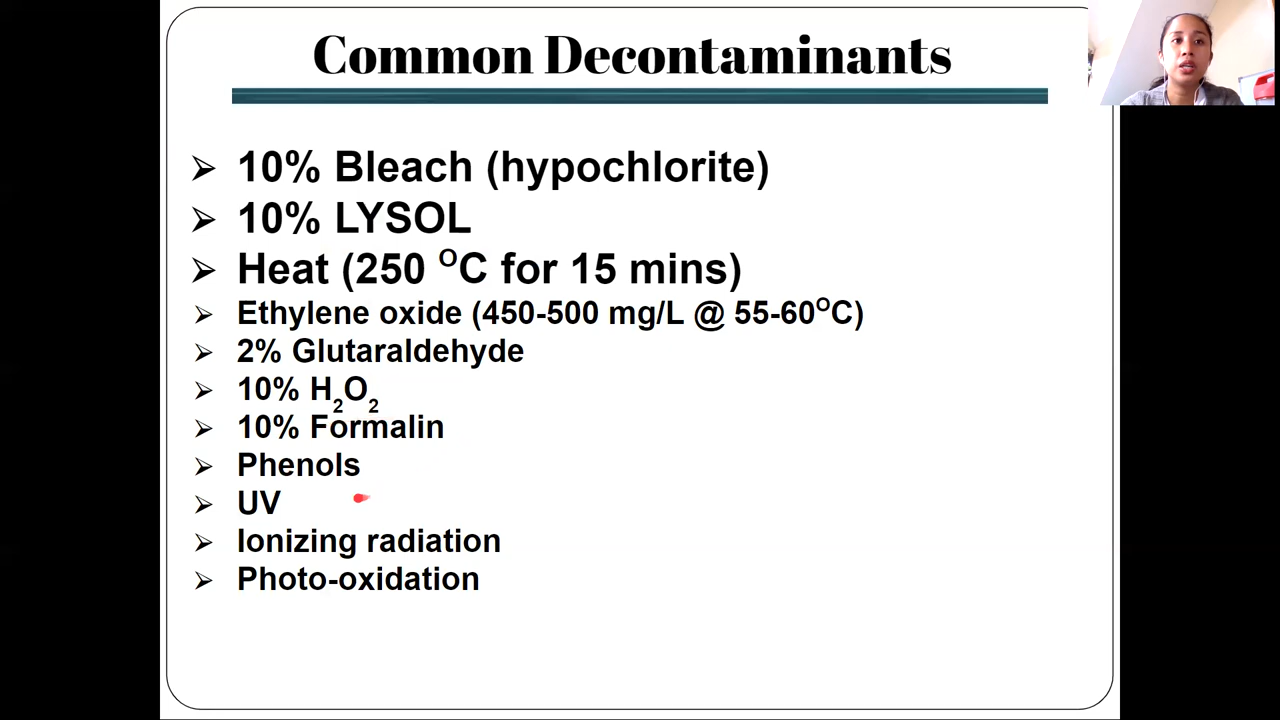 Common Decontaminants
➢ 10% Bleach (hypochlorite)
➢ 10% LYSOL
➢ Heat (250 ᴼC for 15 mins)
➢ Ethylene oxide (450-500 mg/L @ 55-60ᴼC)
➢ 2% Glutaraldehyde
➢ 10% H₂O₂
➢ 10% Formalin
➢ Phenols
➢ UV
➢ Ionizing radiation
➢ Photo-oxidation